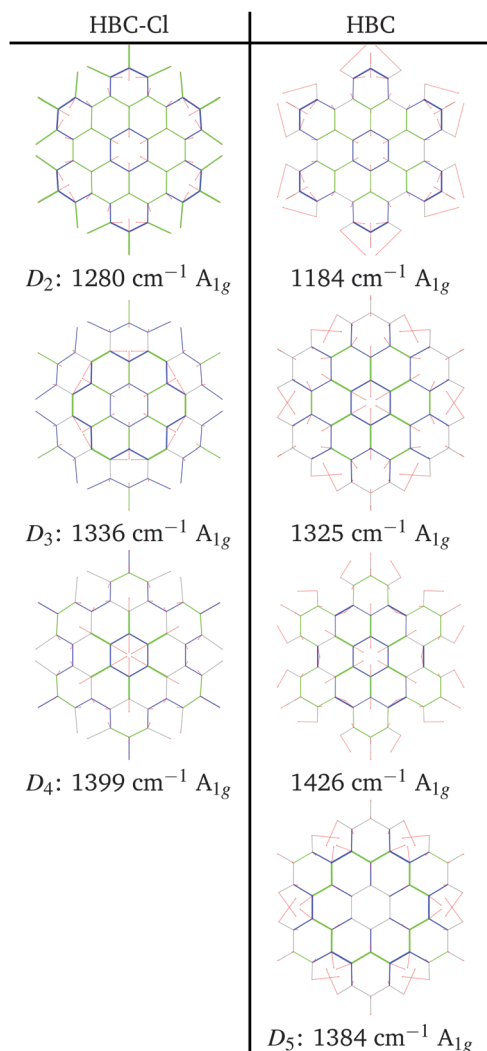 HBC-Cl HBC
D₂: 1280 cm⁻¹ A₁g 1184 cm⁻¹ A₁g
D₃: 1336 cm⁻¹ A₁g 1325 cm⁻¹ A₁g
D₄: 1399 cm⁻¹ A₁g 1426 cm⁻¹ A₁g
D₅: 1384 cm⁻¹ A₁g